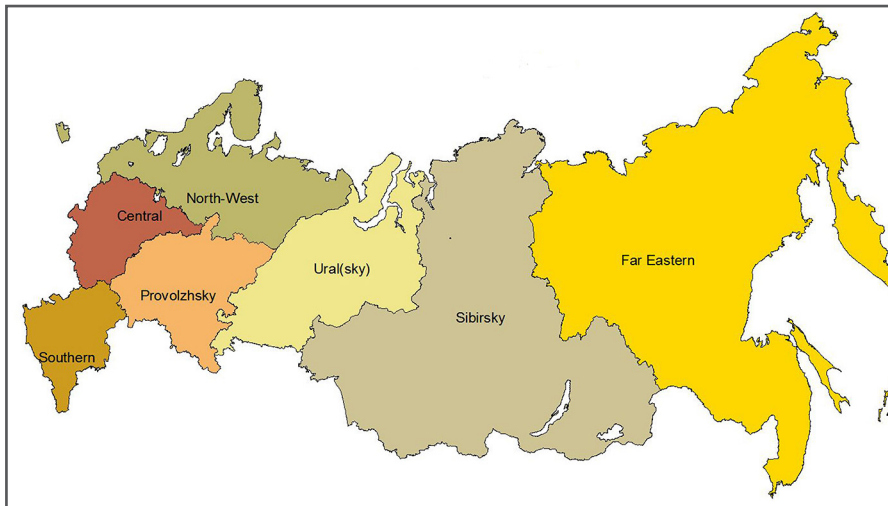 North-West
Central
Far Eastern
Ural(sky)
Provolzhsky
Sibirsky
Southern